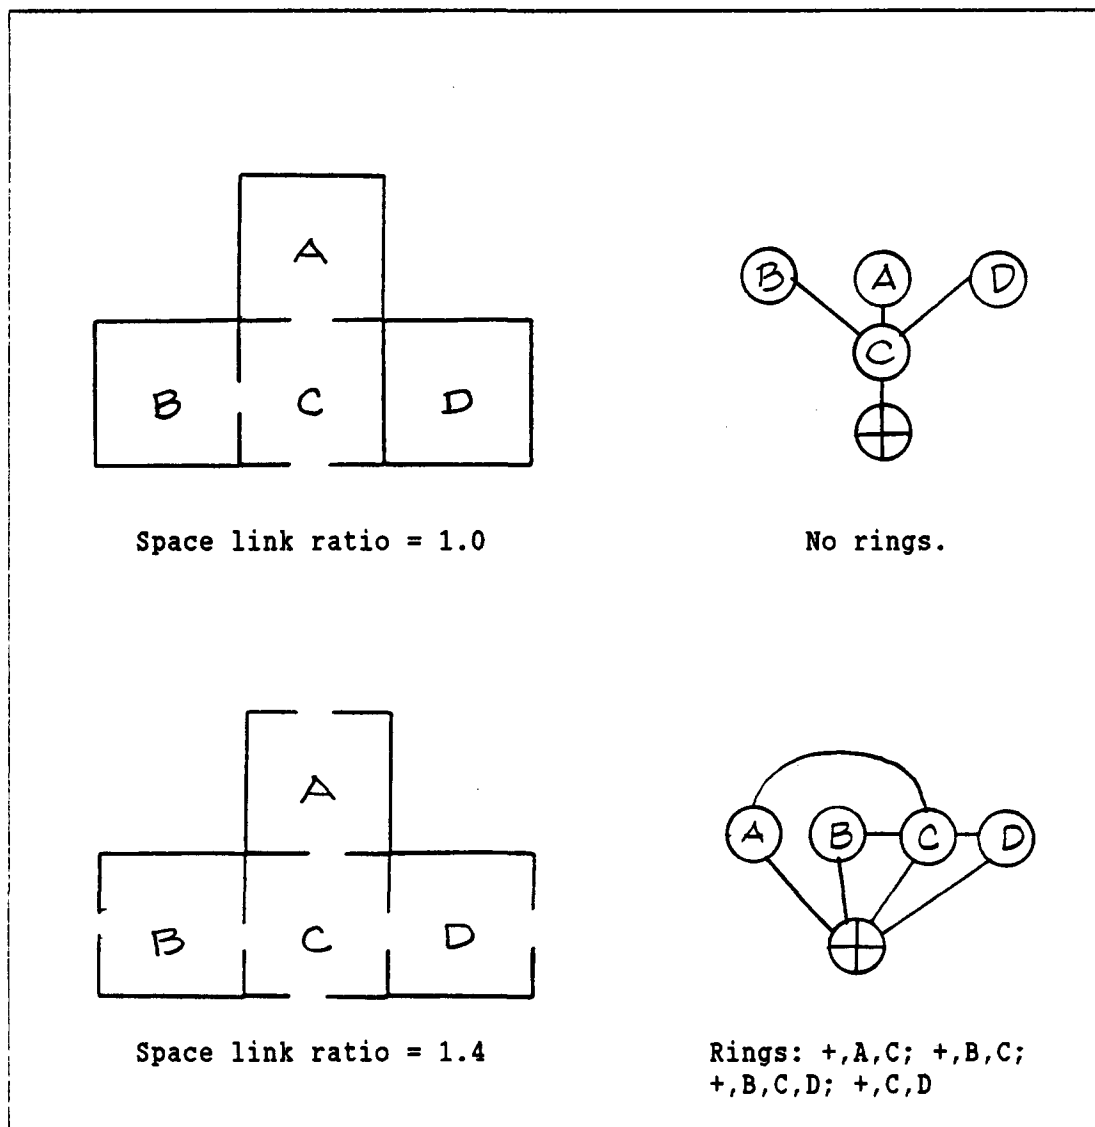 A
B
C
D
B
A
D
C
Space link ratio = 1.0
No rings.
A
B
C
D
A
B
C
D
Space link ratio = 1.4
Rings: +,A,C; +,B,C;
+,B,C,D; +,C,D